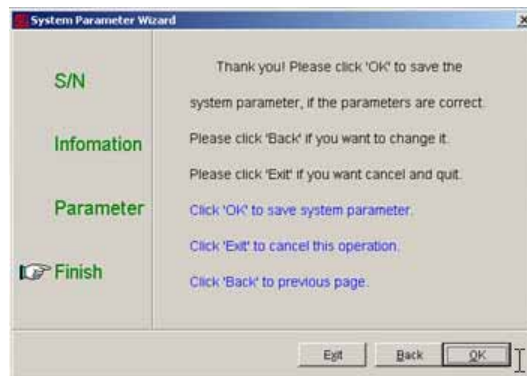 System Parameter Wizard
S/N
Infomation
Parameter
Finish
Thank you! Please click 'OK' to save the
system parameter, if the parameters are correct.
Please click 'Back' if you want to change it.
Please click 'Exit' if you want cancel and quit.
Click 'OK' to save system parameter.
Click 'Exit' to cancel this operation.
Click 'Back' to previous page.
Exit
Back
OK